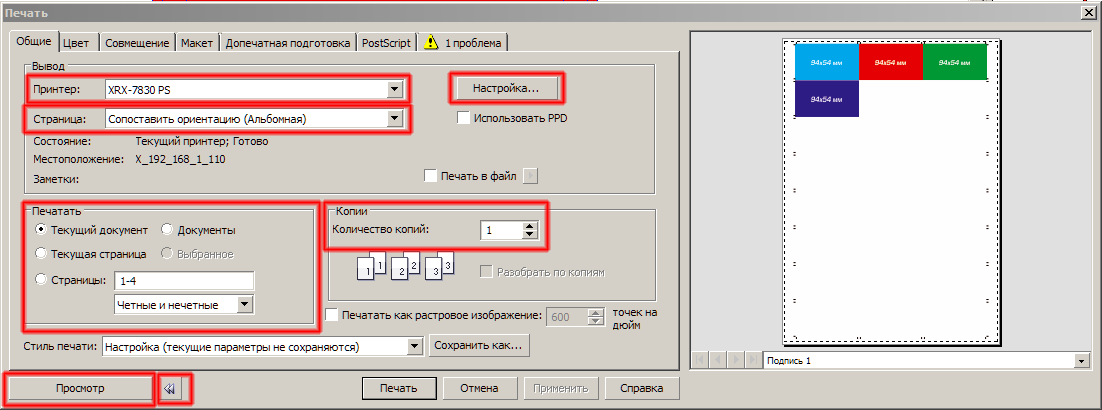 Печать
Общие Цвет Совмещение Макет Допечатная подготовка PostScript 1 проблема
Вывод
Принтер: XRX-7830 PS Настройка...
Страница: Сопоставить ориентацию (Альбомная) Использовать PPD
Состояние: Текущий принтер; Готово
Местоположение: X_192_168_1_110
Заметки: Печать в файл
Печатать
Текущий документ Документы
Текущая страница Выбранное
Страницы: 1-4
Четные и нечетные
Копии
Количество копий: 1
1 1 2 2 3 3
Разобрать по копиям
Печатать как растровое изображение: 600 точек на
дюйм
Стиль печати: Настройка (текущие параметры не сохраняются) Сохранить как...
Просмотр Печать Отмена Применить Справка
94x54 мм 94x54 мм 94x54 мм
94x54 мм
Подпись 1